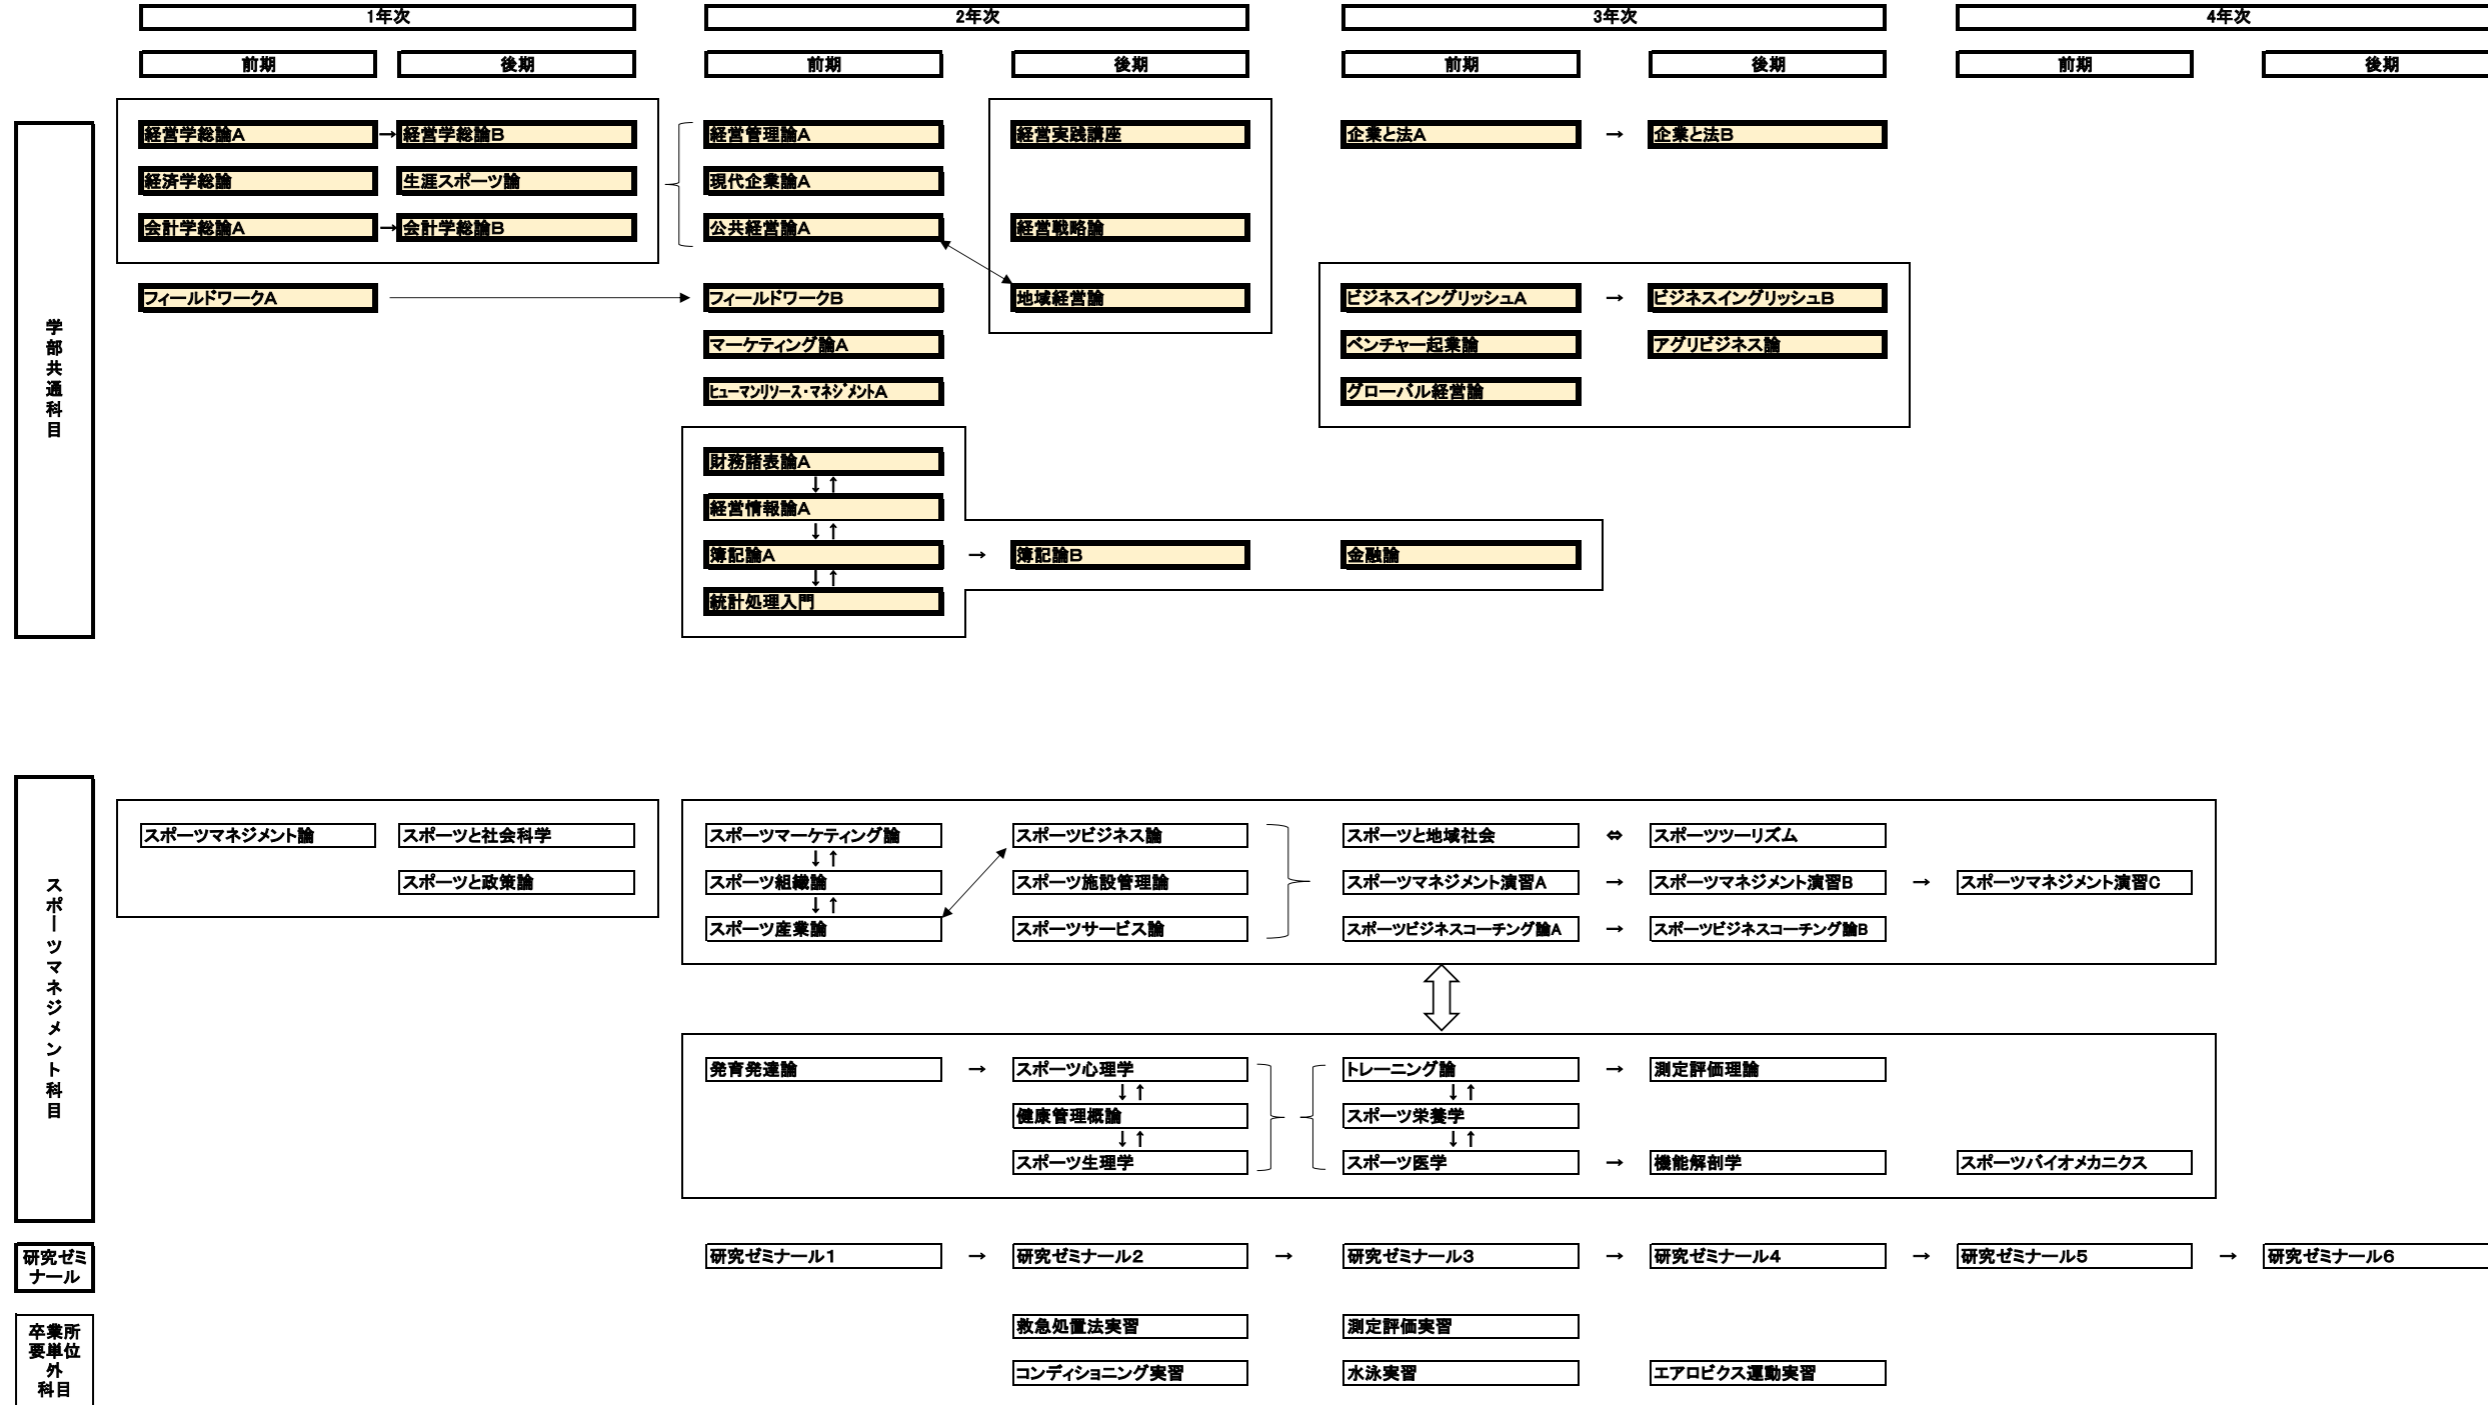 1年次 2年次 3年次 4年次
前期 後期 前期 後期 前期 後期 前期 後期
学部共通科目
経営学総論A → 経営学総論B 経営管理論A 経営実践講座 企業と法A → 企業と法B
経済学総論 生涯スポーツ論 現代企業論A
会計学総論A → 会計学総論B 公共経営論A 経営戦略論
フィールドワークA フィールドワークB 地域経営論 ビジネスイングリッシュA → ビジネスイングリッシュB
マーケティング論A ベンチャー起業論 アグリビジネス論
ヒューマンリソース・マネジメントA グローバル経営論
財務諸表論A
↓↑
経営情報論A
↓↑
簿記論A → 簿記論B 金融論
↓↑
統計処理入門
スポーツマネジメント科目
スポーツマネジメント論 スポーツと社会科学 スポーツマーケティング論 スポーツビジネス論 スポーツと地域社会 ⇔ スポーツツーリズム
↓↑
スポーツと政策論 スポーツ組織論 スポーツ施設管理論 スポーツマネジメント演習A → スポーツマネジメント演習B → スポーツマネジメント演習C
↓↑
スポーツ産業論 スポーツサービス論 スポーツビジネスコーチング論A → スポーツビジネスコーチング論B
発育発達論 → スポーツ心理学 トレーニング論 → 測定評価理論
↓↑ ↓↑
健康管理概論 スポーツ栄養学
↓↑ ↓↑
スポーツ生理学 スポーツ医学 → 機能解剖学 スポーツバイオメカニクス
研究ゼミ
ナール
研究ゼミナール1 → 研究ゼミナール2 → 研究ゼミナール3 → 研究ゼミナール4 → 研究ゼミナール5 → 研究ゼミナール6
卒業所
要単位
外
科目
救急処置法実習 測定評価実習
コンディショニング実習 水泳実習 エアロビクス運動実習